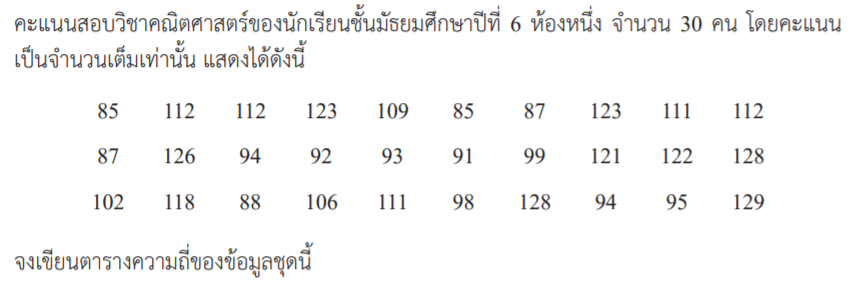 คะแนนสอบวิชาคณิตศาสตร์ของนักเรียนชั้นมัธยมศึกษาปีที่ 6 ห้องหนึ่ง จำนวน 30 คน โดยคะแนน
เป็นจำนวนเต็มเท่านั้น แสดงได้ดังนี้
85 112 112 123 109 85 87 123 111 112
87 126 94 92 93 91 99 121 122 128
102 118 88 106 111 98 128 94 95 129
จงเขียนตารางความถี่ของข้อมูลชุดนี้